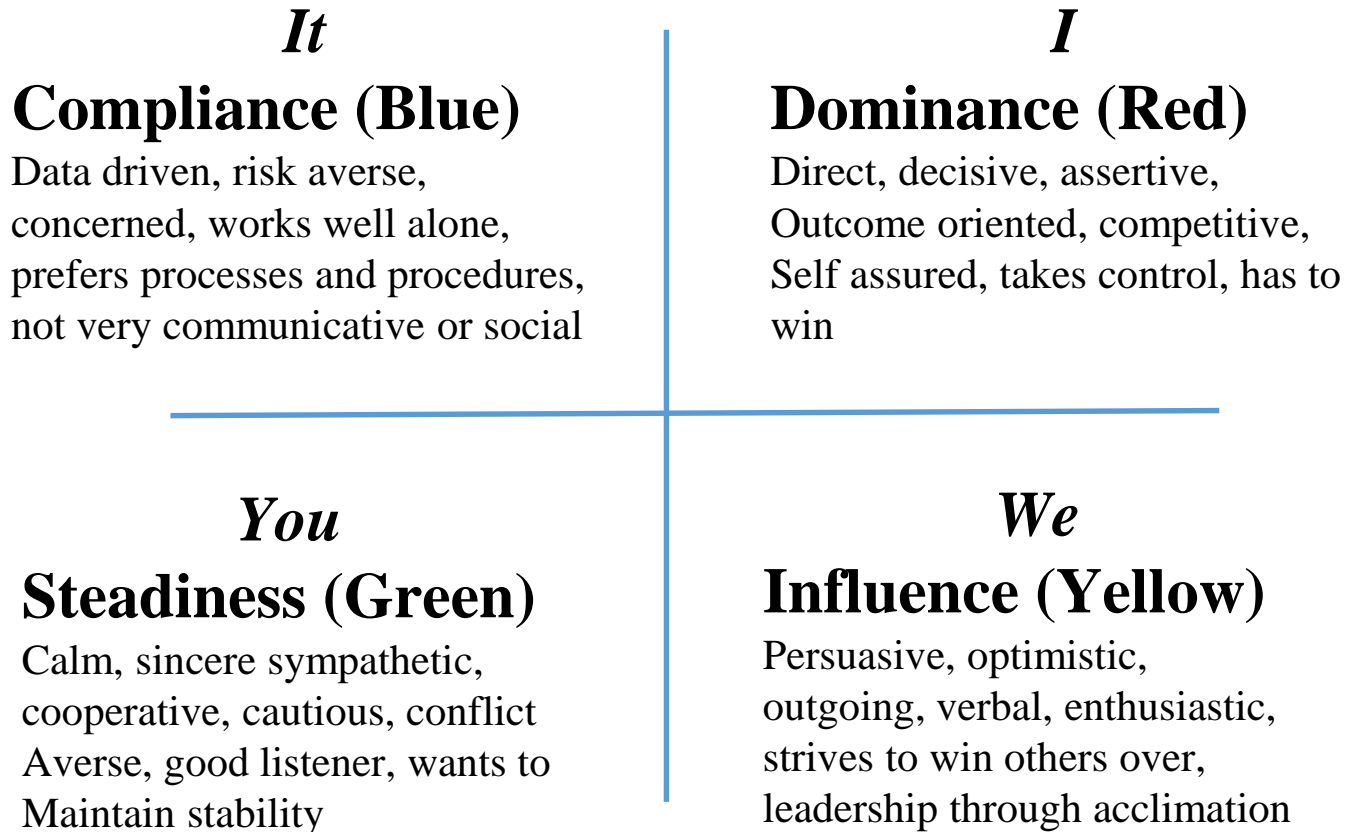 It
Compliance (Blue)
Data driven, risk averse,
concerned, works well alone,
prefers processes and procedures,
not very communicative or social
I
Dominance (Red)
Direct, decisive, assertive,
Outcome oriented, competitive,
Self assured, takes control, has to
win
You
Steadiness (Green)
Calm, sincere sympathetic,
cooperative, cautious, conflict
Averse, good listener, wants to
Maintain stability
We
Influence (Yellow)
Persuasive, optimistic,
outgoing, verbal, enthusiastic,
strives to win others over,
leadership through acclimation